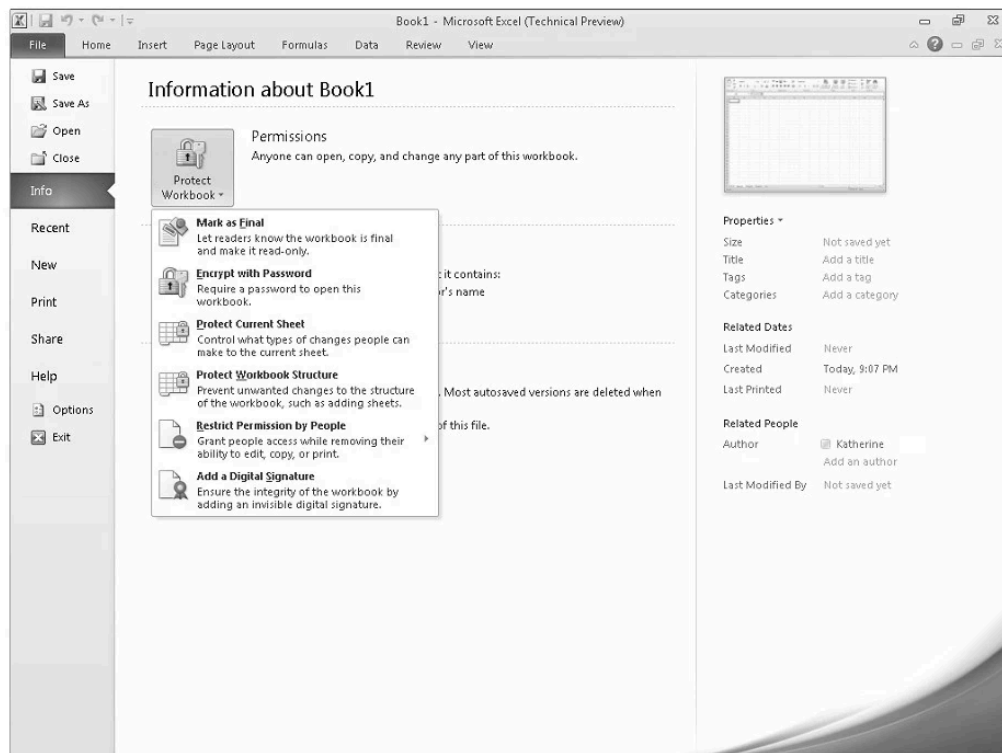 Book1 - Microsoft Excel (Technical Preview)
File Home Insert Page Layout Formulas Data Review View
Save
Save As
Open
Close
Info
Recent
New
Print
Share
Help
Options
Exit
Information about Book1
Protect
Workbook
Permissions
Anyone can open, copy, and change any part of this workbook.
Mark as Final
Let readers know the workbook is final
and make it read-only.
Encrypt with Password
Require a password to open this
workbook.
Protect Current Sheet
Control what types of changes people can
make to the current sheet.
Protect Workbook Structure
Prevent unwanted changes to the structure
of the workbook, such as adding sheets.
Restrict Permission by People
Grant people access while removing their
ability to edit, copy, or print.
Add a Digital Signature
Ensure the integrity of the workbook by
adding an invisible digital signature.
it contains:
's name
. Most autosaved versions are deleted when
of this file.
Properties
Size Not saved yet
Title Add a title
Tags Add a tag
Categories Add a category
Related Dates
Last Modified Never
Created Today, 9:07 PM
Last Printed Never
Related People
Author Katherine
Add an author
Last Modified By Not saved yet